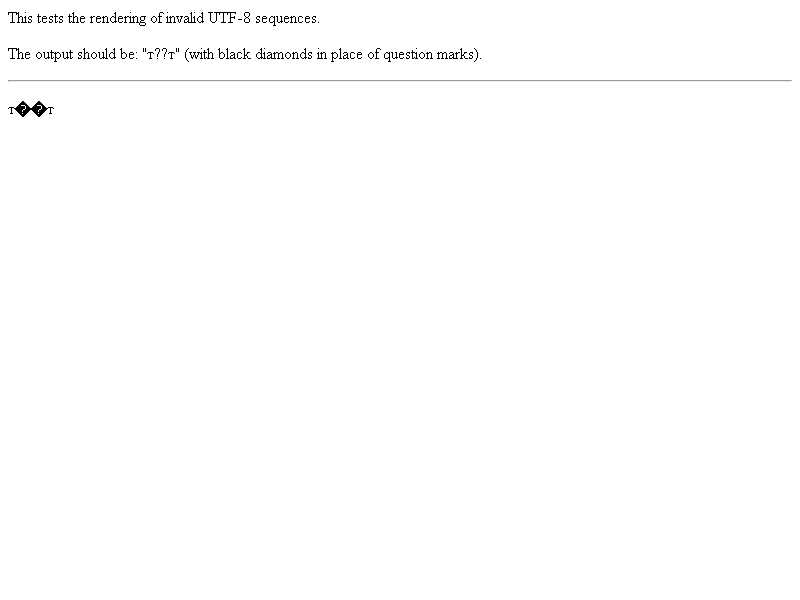 This tests the rendering of invalid UTF-8 sequences.
The output should be: "т??т" (with black diamonds in place of question marks).
т��т